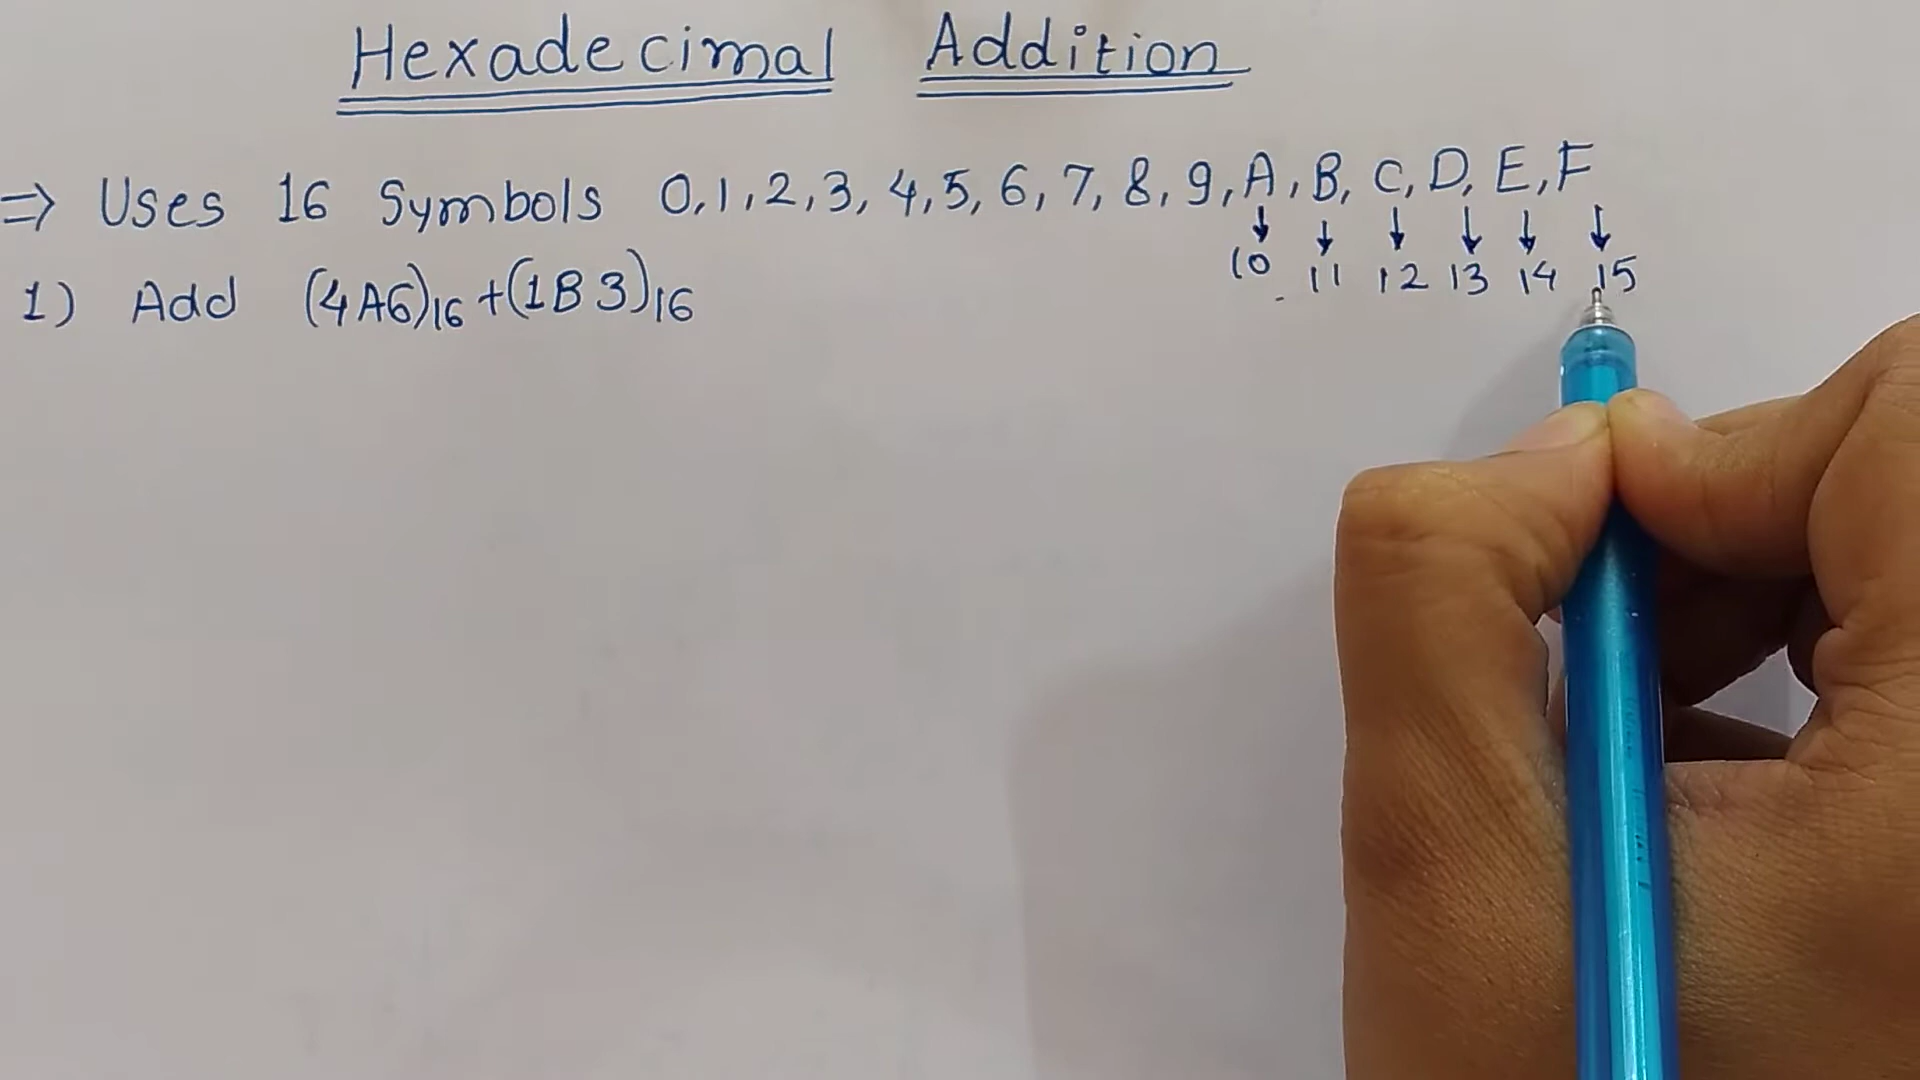 Hexadecimal Addition
⇒ Uses 16 Symbols 0,1,2,3,4,5,6,7,8,9,A,B,C,D,E,F
↓ ↓ ↓ ↓ ↓ ↓
10 11 12 13 14 15
1) Add (4A6)₁₆+(1B3)₁₆